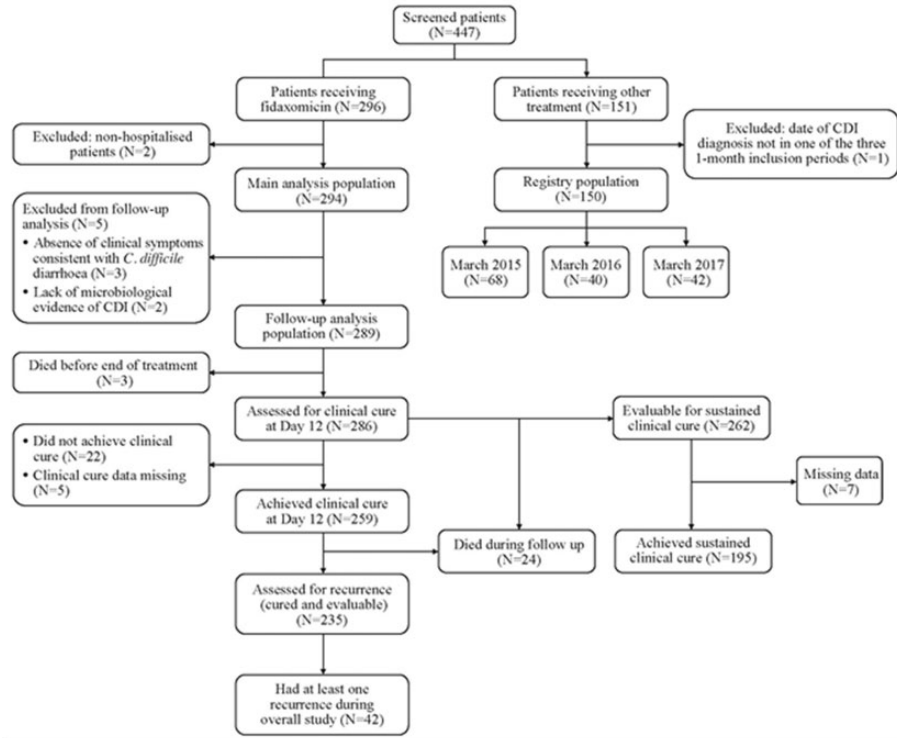 Screened patients
(N=447)
Patients receiving
fidaxomicin (N=296)
Patients receiving other
treatment (N=151)
Excluded: non-hospitalised
patients (N=2)
Excluded: date of CDI
diagnosis not in one of the three
1-month inclusion periods (N=1)
Main analysis population
(N=294)
Registry population
(N=150)
Excluded from follow-up
analysis (N=5)
• Absence of clinical symptoms
consistent with C. difficile
diarrhoea (N=3)
• Lack of microbiological
evidence of CDI (N=2)
March 2015
(N=68)
March 2016
(N=40)
March 2017
(N=42)
Follow-up analysis
population (N=289)
Died before end of treatment
(N=3)
Assessed for clinical cure
at Day 12 (N=286)
Evaluable for sustained
clinical cure (N=262)
• Did not achieve clinical
cure (N=22)
• Clinical cure data missing
(N=5)
Missing data
(N=7)
Achieved clinical cure
at Day 12 (N=259)
Died during follow up
(N=24)
Achieved sustained
clinical cure (N=195)
Assessed for recurrence
(cured and evaluable)
(N=235)
Had at least one
recurrence during
overall study (N=42)